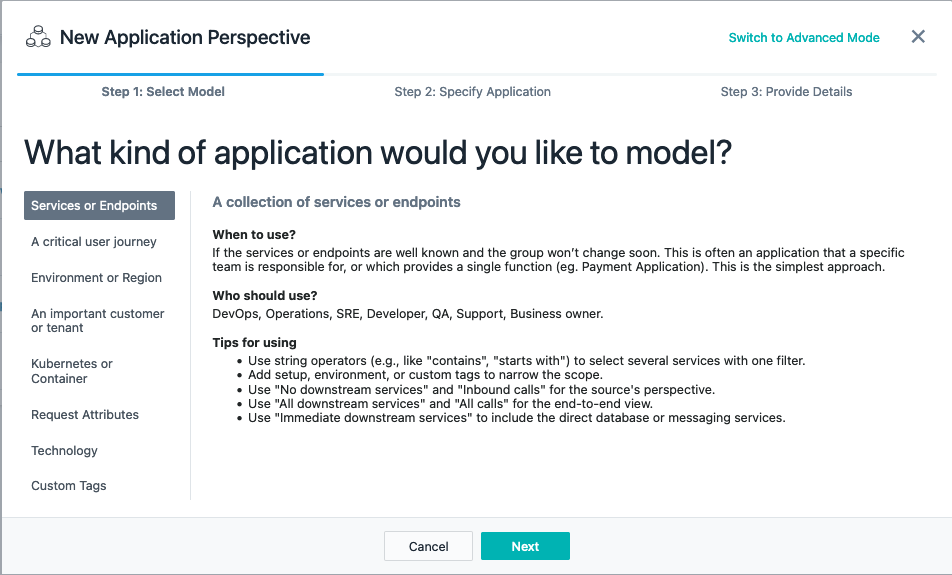 New Application Perspective
Switch to Advanced Mode
Step 1: Select Model
Step 2: Specify Application
Step 3: Provide Details
What kind of application would you like to model?
Services or Endpoints
A critical user journey
Environment or Region
An important customer
or tenant
Kubernetes or
Container
Request Attributes
Technology
Custom Tags
A collection of services or endpoints
When to use?
If the services or endpoints are well known and the group won't change soon. This is often an application that a specific
team is responsible for, or which provides a single function (eg. Payment Application). This is the simplest approach.
Who should use?
DevOps, Operations, SRE, Developer, QA, Support, Business owner.
Tips for using
• Use string operators (e.g., like "contains", "starts with") to select several services with one filter.
• Add setup, environment, or custom tags to narrow the scope.
• Use "No downstream services" and "Inbound calls" for the source's perspective.
• Use "All downstream services" and "All calls" for the end-to-end view.
• Use "Immediate downstream services" to include the direct database or messaging services.
Cancel
Next